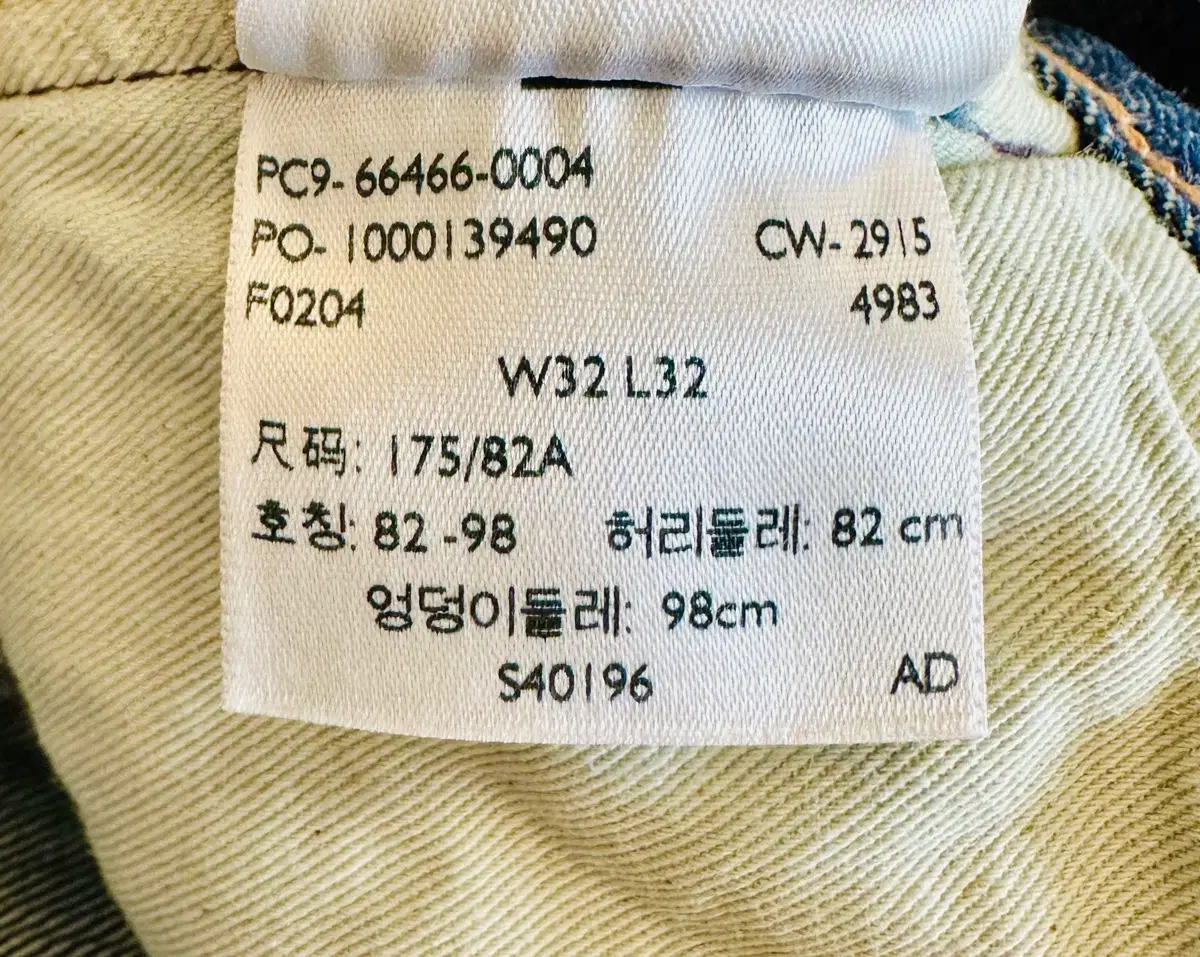 PC9-66466-0004
PO-1000139490 CW-2915
F0204 4983
W32 L32
尺码: 175/82A
호칭: 82 -98 허리둘레: 82 cm
엉덩이둘레: 98cm
S40196 AD